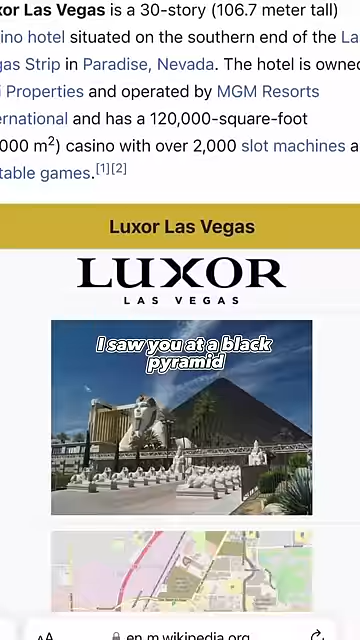 xor Las Vegas is a 30-story (106.7 meter tall)
ino hotel situated on the southern end of the La
gas Strip in Paradise, Nevada. The hotel is owned
i Properties and operated by MGM Resorts
ernational and has a 120,000-square-foot
000 m²) casino with over 2,000 slot machines a
table games.[1][2]
Luxor Las Vegas
LUXOR
LAS VEGAS
I saw you at a black
pyramid
AA
en.m.wikipedia.org